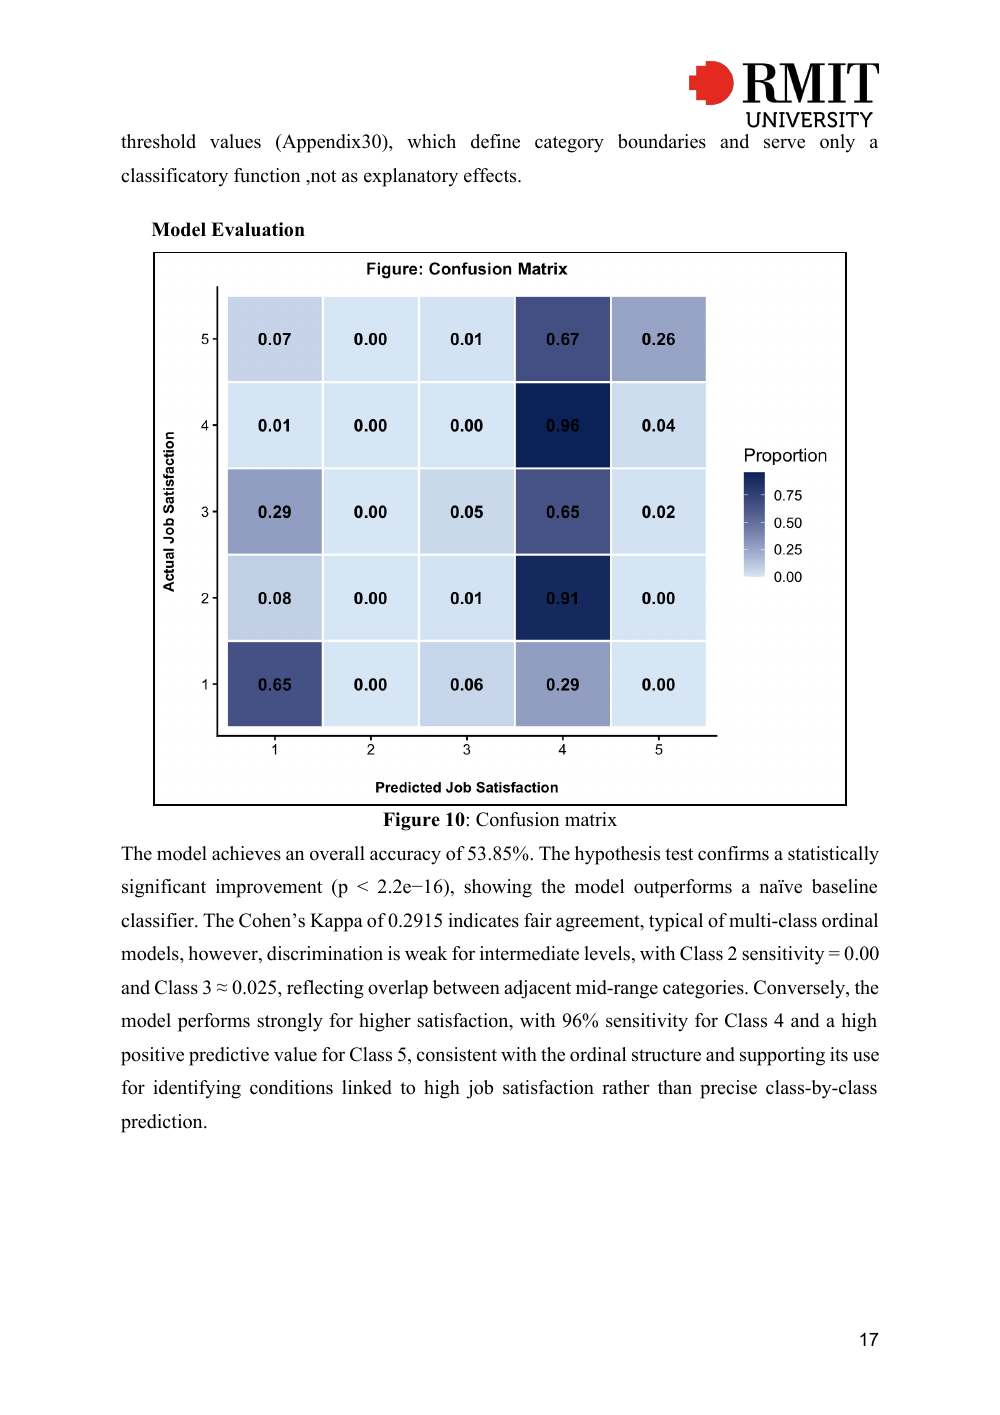 RMIT
UNIVERSITY
threshold values (Appendix30), which define category boundaries and serve only a
classificatory function ,not as explanatory effects.
Model Evaluation
Figure: Confusion Matrix
Actual Job Satisfaction
5 0.07 0.00 0.01 0.67 0.26
4 0.01 0.00 0.00 0.96 0.04
3 0.29 0.00 0.05 0.65 0.02
2 0.08 0.00 0.01 0.91 0.00
1 0.65 0.00 0.06 0.29 0.00
1 2 3 4 5
Predicted Job Satisfaction
Proportion
0.75
0.50
0.25
0.00
Figure 10: Confusion matrix
The model achieves an overall accuracy of 53.85%. The hypothesis test confirms a statistically
significant improvement (p < 2.2e−16), showing the model outperforms a naïve baseline
classifier. The Cohen’s Kappa of 0.2915 indicates fair agreement, typical of multi-class ordinal
models, however, discrimination is weak for intermediate levels, with Class 2 sensitivity = 0.00
and Class 3 ≈ 0.025, reflecting overlap between adjacent mid-range categories. Conversely, the
model performs strongly for higher satisfaction, with 96% sensitivity for Class 4 and a high
positive predictive value for Class 5, consistent with the ordinal structure and supporting its use
for identifying conditions linked to high job satisfaction rather than precise class-by-class
prediction.
17